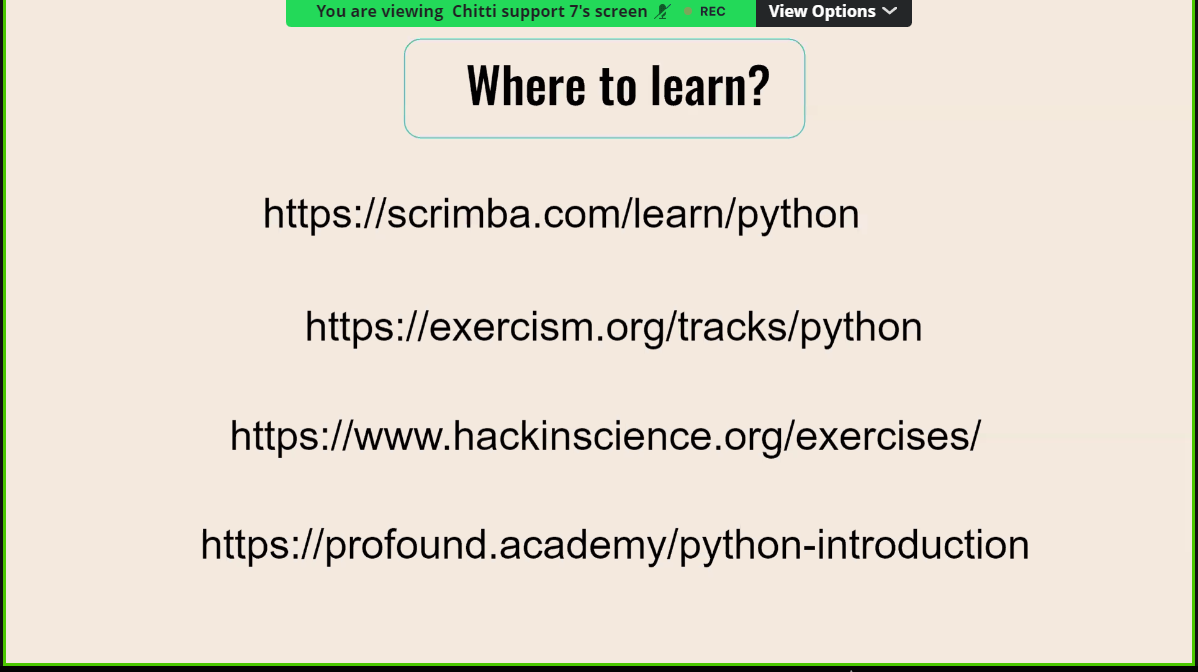 You are viewing Chitti support 7's screen REC View Options
Where to learn?
https://scrimba.com/learn/python
https://exercism.org/tracks/python
https://www.hackinscience.org/exercises/
https://profound.academy/python-introduction